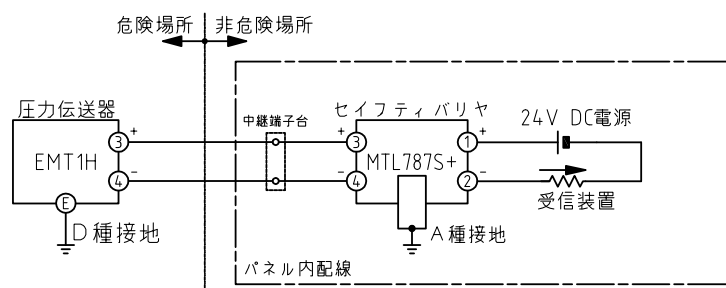 危険場所 非危険場所
圧力伝送器
EMT1H
3 +
4 -
E
D種接地
中継端子台
セイフティバリヤ
+ 3
- 4
MTL787S+
1 +
2 -
A種接地
24V DC電源
受信装置
パネル内配線